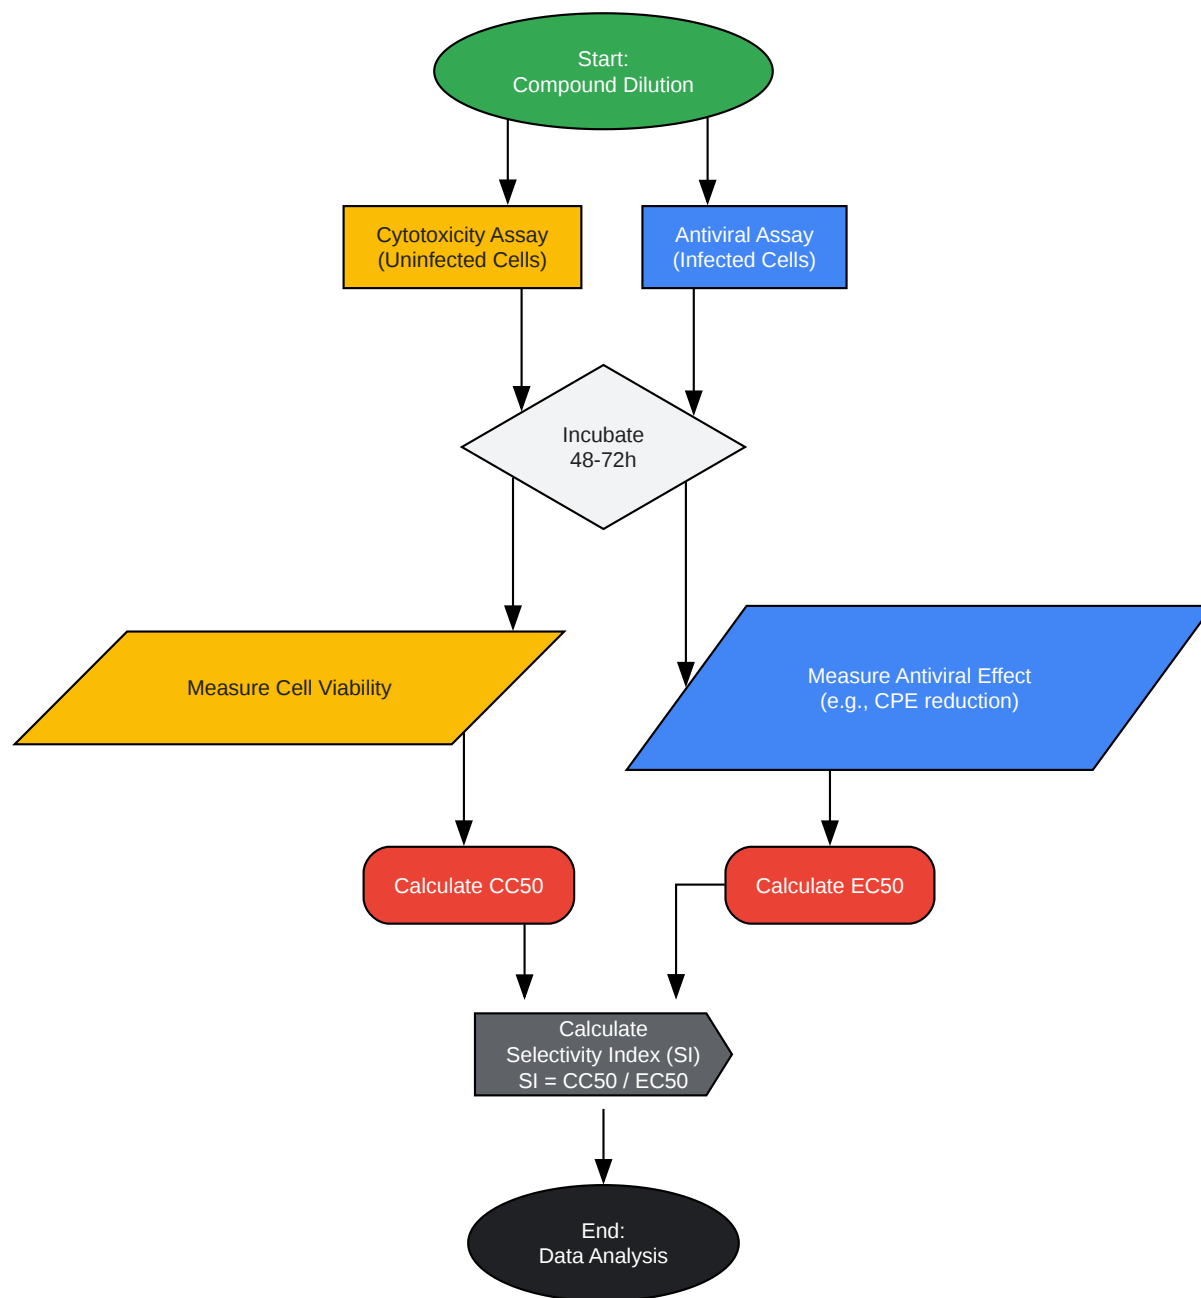 Start:
Compound Dilution
Cytotoxicity Assay
(Uninfected Cells)
Antiviral Assay
(Infected Cells)
Incubate
48-72h
Measure Cell Viability
Measure Antiviral Effect
(e.g., CPE reduction)
Calculate CC50
Calculate EC50
Calculate
Selectivity Index (SI)
SI = CC50 / EC50
End:
Data Analysis